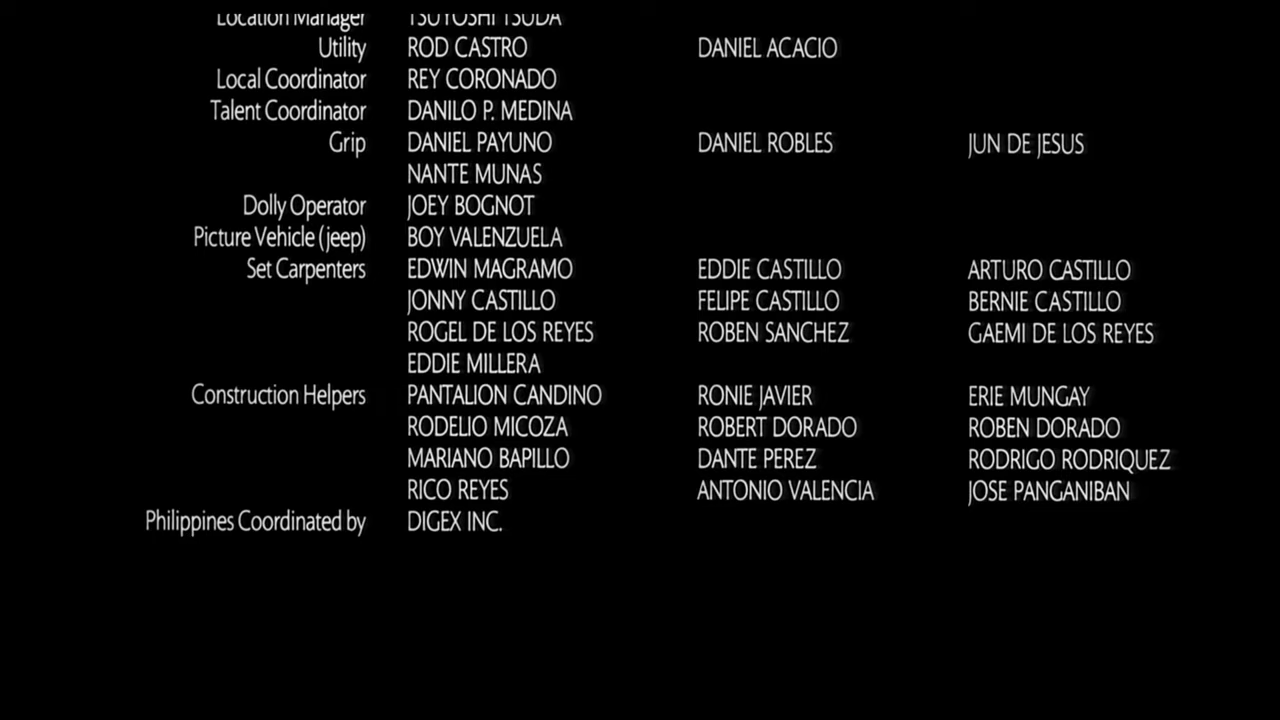 Location Manager TSUYOSHI TSUDA
Utility ROD CASTRO DANIEL ACACIO
Local Coordinator REY CORONADO
Talent Coordinator DANILO P. MEDINA
Grip DANIEL PAYUNO DANIEL ROBLES JUN DE JESUS
NANTE MUNAS
Dolly Operator JOEY BOGNOT
Picture Vehicle (jeep) BOY VALENZUELA
Set Carpenters EDWIN MAGRAMO EDDIE CASTILLO ARTURO CASTILLO
JONNY CASTILLO FELIPE CASTILLO BERNIE CASTILLO
ROGEL DE LOS REYES ROBEN SANCHEZ GAEMI DE LOS REYES
EDDIE MILLERA
Construction Helpers PANTALION CANDINO RONIE JAVIER ERIE MUNGAY
RODELIO MICOZA ROBERT DORADO ROBEN DORADO
MARIANO BAPILLO DANTE PEREZ RODRIGO RODRIQUEZ
RICO REYES ANTONIO VALENCIA JOSE PANGANIBAN
Philippines Coordinated by DIGEX INC.